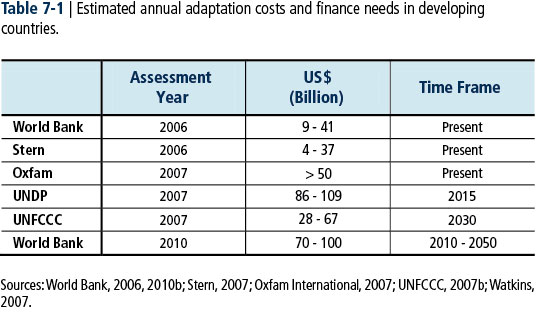 Table 7-1 | Estimated annual adaptation costs and finance needs in developing
countries.
Assessment Year US$ (Billion) Time Frame
World Bank 2006 9 - 41 Present
Stern 2006 4 - 37 Present
Oxfam 2007 > 50 Present
UNDP 2007 86 - 109 2015
UNFCCC 2007 28 - 67 2030
World Bank 2010 70 - 100 2010 - 2050
Sources: World Bank, 2006, 2010b; Stern, 2007; Oxfam International, 2007; UNFCCC, 2007b; Watkins,
2007.